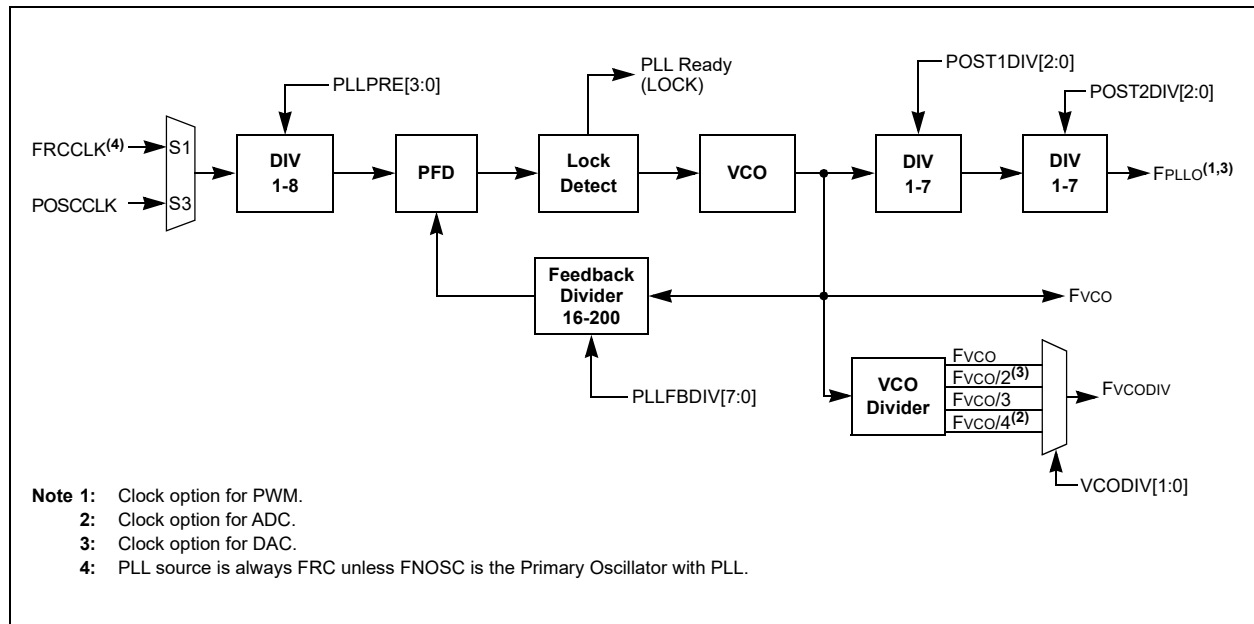 PLLPRE[3:0]
PLL Ready
(LOCK)
POST1DIV[2:0]
POST2DIV[2:0]
FRCCLK(4)
S1
POSCCLK
S3
DIV
1-8
PFD
Lock
Detect
VCO
DIV
1-7
DIV
1-7
FPLLO(1,3)
Feedback
Divider
16-200
FVCO
PLLFBDIV[7:0]
VCO
Divider
FVCO
FVCO/2(3)
FVCO/3
FVCO/4(2)
FVCODIV
VCODIV[1:0]
Note 1: Clock option for PWM.
2: Clock option for ADC.
3: Clock option for DAC.
4: PLL source is always FRC unless FNOSC is the Primary Oscillator with PLL.